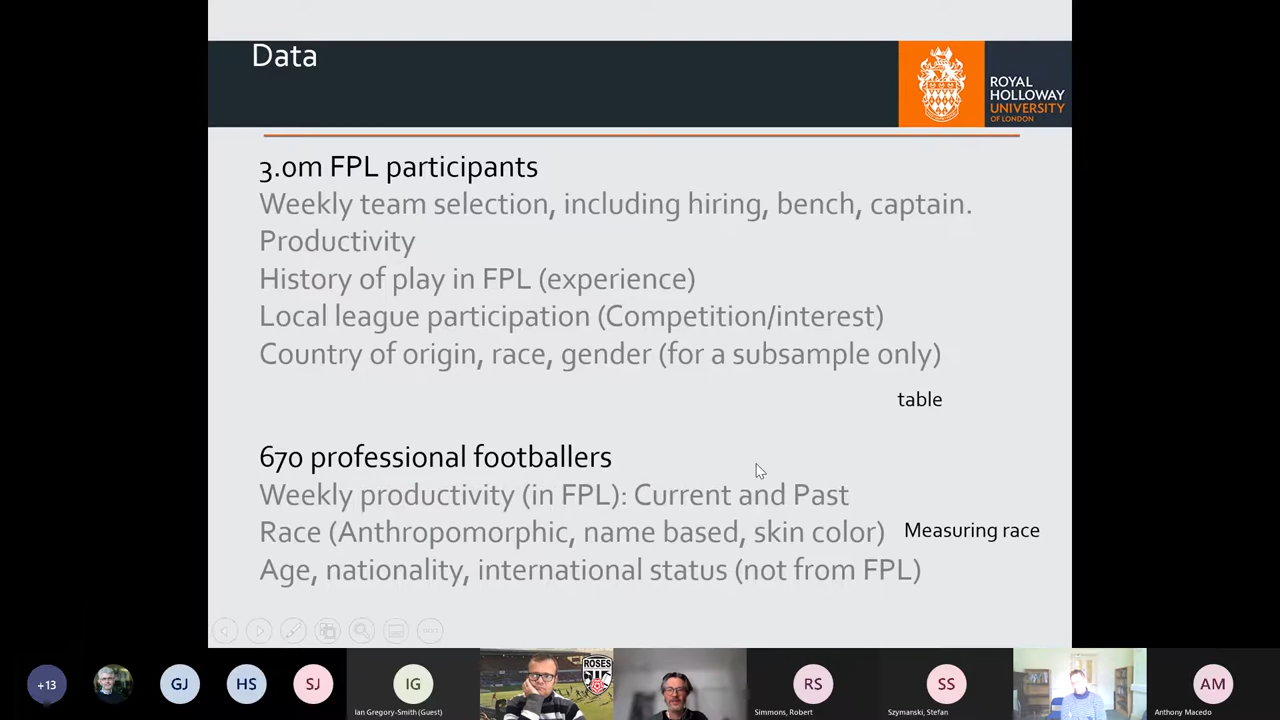 Data
ROYAL
HOLLOWAY
UNIVERSITY
OF LONDON
3.0m FPL participants
Weekly team selection, including hiring, bench, captain.
Productivity
History of play in FPL (experience)
Local league participation (Competition/interest)
Country of origin, race, gender (for a subsample only)
table
670 professional footballers
Weekly productivity (in FPL): Current and Past
Race (Anthropomorphic, name based, skin color)
Measuring race
Age, nationality, international status (not from FPL)
+13
GJ
HS
SJ
IG
Ian Gregory-Smith (Guest)
ROSES
RS
Simmons, Robert
SS
Szymanski, Stefan
AM
Anthony Macedo